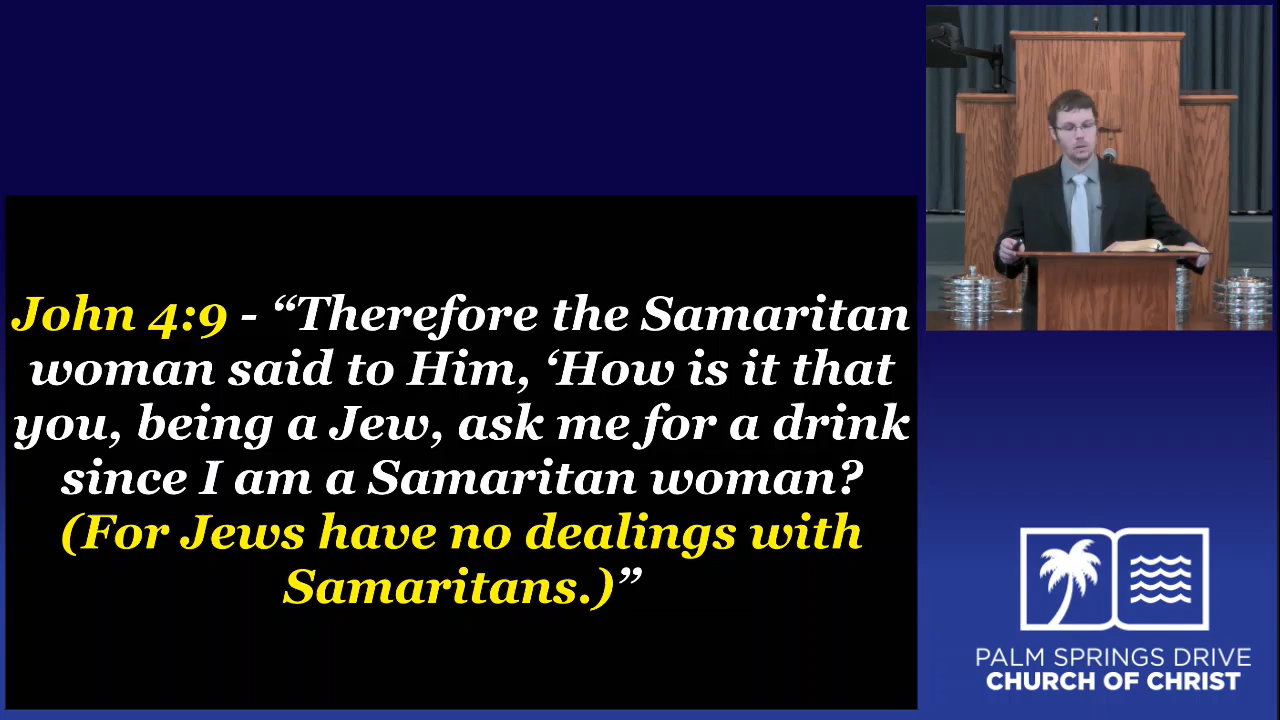 John 4:9 - “Therefore the Samaritan
woman said to Him, ‘How is it that
you, being a Jew, ask me for a drink
since I am a Samaritan woman?
(For Jews have no dealings with
Samaritans.)”
PALM SPRINGS DRIVE
CHURCH OF CHRIST